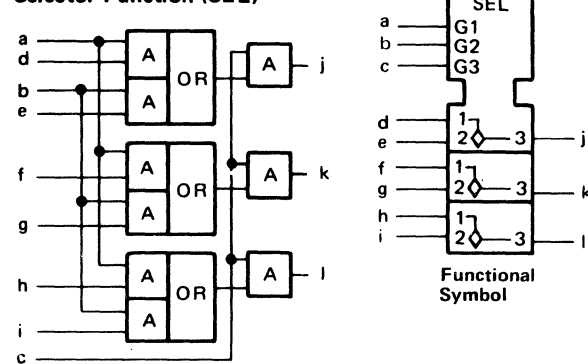 Selector Function (SEL)
a
d
b
e
A
A
OR
A
j
f
g
A
A
OR
A
k
h
i
A
A
OR
A
l
c
SEL
a
b
c
G1
G2
G3
d
e
1
2
3
j
f
g
1
2
3
k
h
i
1
2
3
l
Functional
Symbol